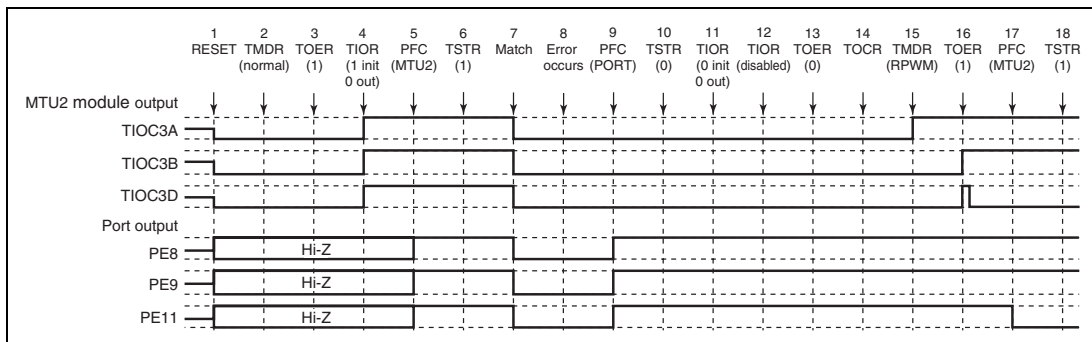 1 2 3 4 5 6 7 8 9 10 11 12 13 14 15 16 17 18
RESET TMDR TOER TIOR PFC TSTR Match Error PFC TSTR TIOR TIOR TOER TOCR TMDR TOER PFC TSTR
(normal) (1) (1 init (MTU2) (1) occurs (PORT) (0) (0 init (disabled) (0) (RPWM) (1) (MTU2) (1)
0 out) 0 out)
MTU2 module output
TIOC3A
TIOC3B
TIOC3D
Port output
PE8 Hi-Z
PE9 Hi-Z
PE11 Hi-Z